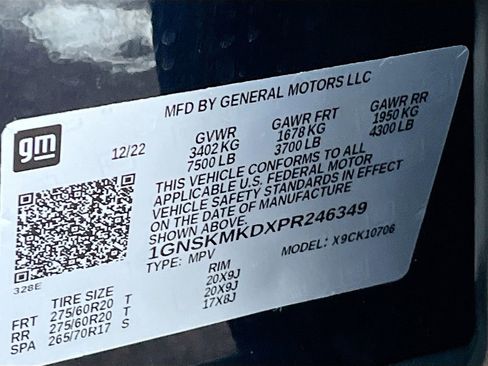 MFD BY GENERAL MOTORS LLC
gm
12/22
GVWR GAWR FRT GAWR RR
3402 KG 1678 KG 1950 KG
7500 LB 3700 LB 4300 LB
THIS VEHICLE CONFORMS TO ALL
APPLICABLE U.S. FEDERAL MOTOR
VEHICLE SAFETY STANDARDS IN EFFECT
ON THE DATE OF MANUFACTURE
SHOWN ABOVE.
1GNSKMKDXPR246349
TYPE: MPV MODEL: X9CK10706
328E
TIRE SIZE RIM
FRT 275/60R20 T 20X9J
RR 275/60R20 T 20X9J
SPA 265/70R17 S 17X8J